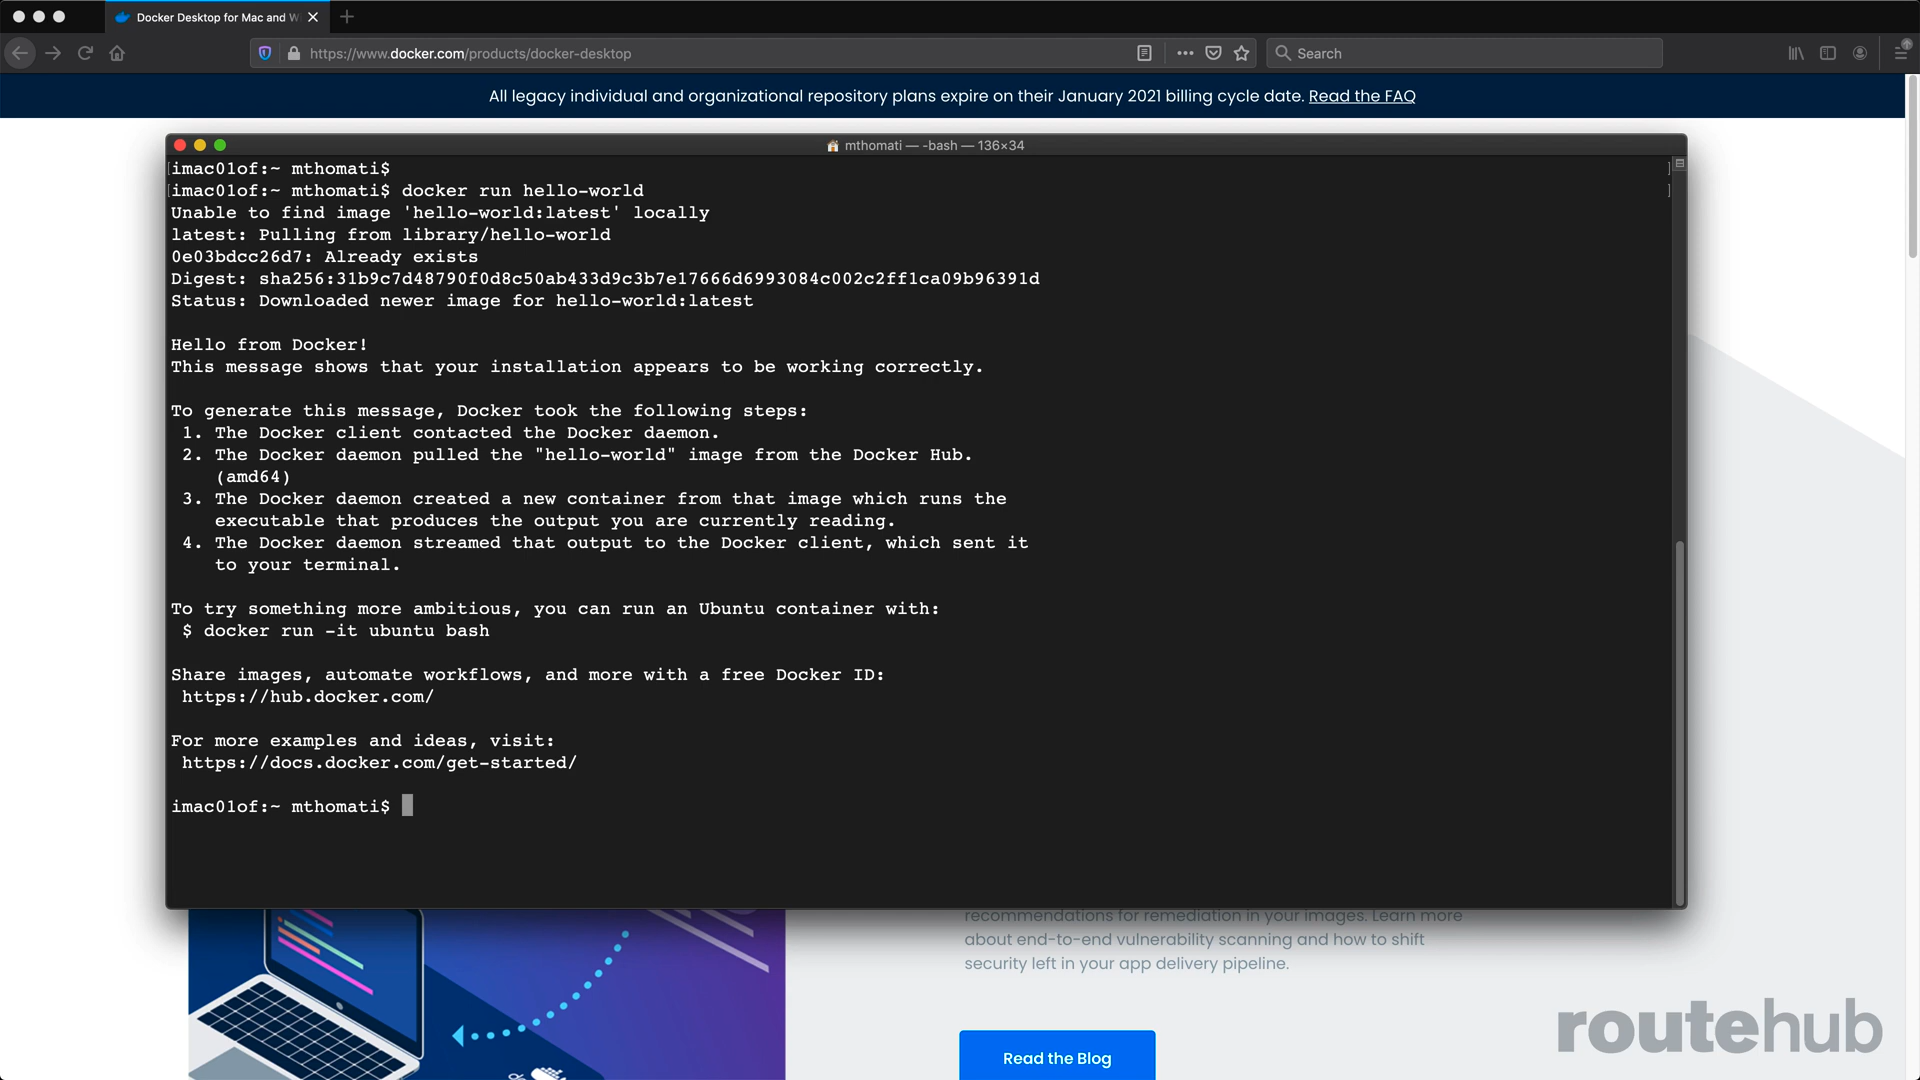 Docker Desktop for Mac and W
https://www.docker.com/products/docker-desktop
Search
All legacy individual and organizational repository plans expire on their January 2021 billing cycle date. Read the FAQ
mthomati — -bash — 136×34
imac01of:~ mthomati$
imac01of:~ mthomati$ docker run hello-world
Unable to find image 'hello-world:latest' locally
latest: Pulling from library/hello-world
0e03bdcc26d7: Already exists
Digest: sha256:31b9c7d48790f0d8c50ab433d9c3b7e17666d6993084c002c2ff1ca09b96391d
Status: Downloaded newer image for hello-world:latest
Hello from Docker!
This message shows that your installation appears to be working correctly.
To generate this message, Docker took the following steps:
1. The Docker client contacted the Docker daemon.
2. The Docker daemon pulled the "hello-world" image from the Docker Hub.
(amd64)
3. The Docker daemon created a new container from that image which runs the
executable that produces the output you are currently reading.
4. The Docker daemon streamed that output to the Docker client, which sent it
to your terminal.
To try something more ambitious, you can run an Ubuntu container with:
$ docker run -it ubuntu bash
Share images, automate workflows, and more with a free Docker ID:
https://hub.docker.com/
For more examples and ideas, visit:
https://docs.docker.com/get-started/
imac01of:~ mthomati$
recommendations for remediation in your images. Learn more
about end-to-end vulnerability scanning and how to shift
security left in your app delivery pipeline.
Read the Blog
routehub